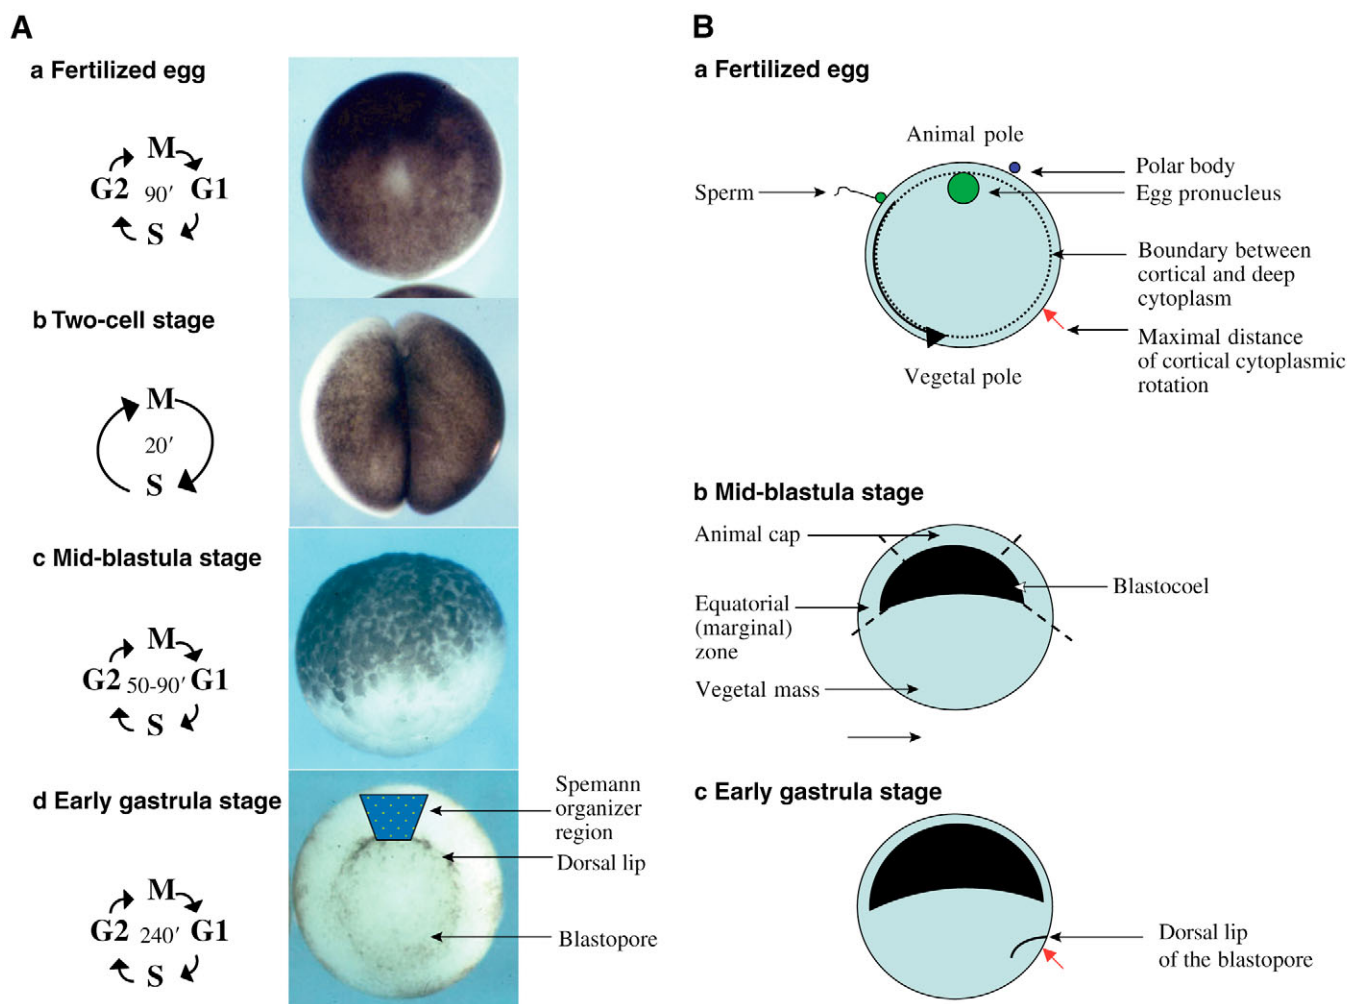 A
a Fertilized egg
M
G2 90′ G1
S
b Two-cell stage
M
20′
S
c Mid-blastula stage
M
G2 50-90′ G1
S
d Early gastrula stage
M
G2 240′ G1
S
Spemann
organizer
region
Dorsal lip
Blastopore
B
a Fertilized egg
Animal pole
Sperm
Polar body
Egg pronucleus
Boundary between
cortical and deep
cytoplasm
Maximal distance
of cortical cytoplasmic
rotation
Vegetal pole
b Mid-blastula stage
Animal cap
Blastocoel
Equatorial
(marginal)
zone
Vegetal mass
c Early gastrula stage
Dorsal lip
of the blastopore